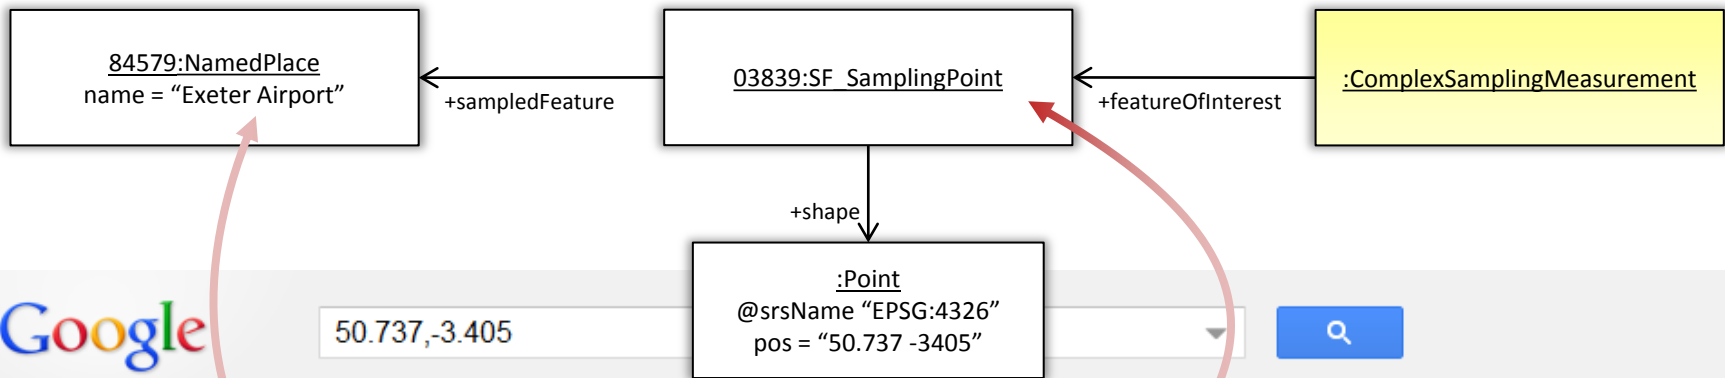 84579:NamedPlace
name = “Exeter Airport”
+sampledFeature
03839:SF_SamplingPoint
+featureOfInterest
:ComplexSamplingMeasurement
+shape
:Point
@srsName “EPSG:4326”
pos = “50.737 -3405”
Google
50.737,-3.405